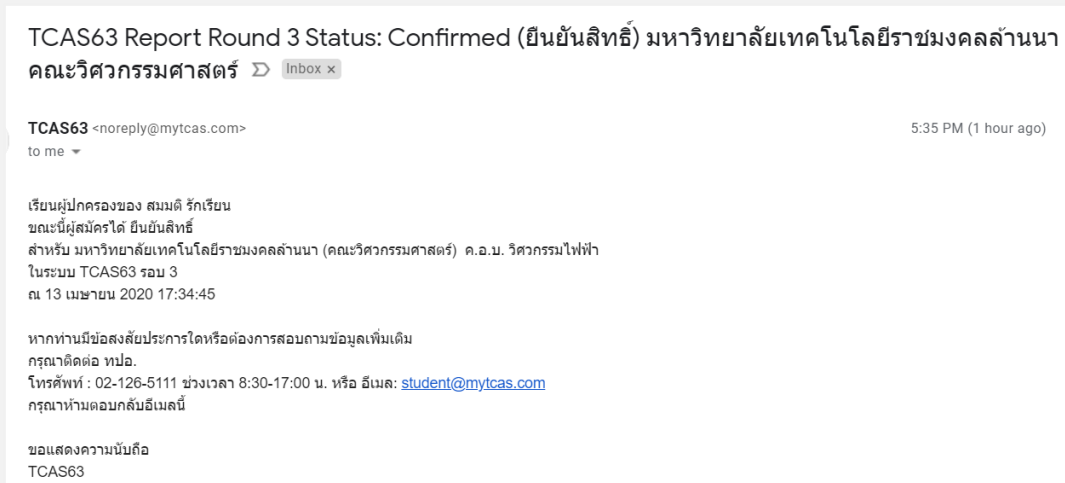 TCAS63 Report Round 3 Status: Confirmed (ยืนยันสิทธิ์) มหาวิทยาลัยเทคโนโลยีราชมงคลล้านนา
คณะวิศวกรรมศาสตร์ Inbox x
TCAS63 <noreply@mytcas.com> 5:35 PM (1 hour ago)
to me
เรียนผู้ปกครองของ สมมติ รักเรียน
ขณะนี้ผู้สมัครได้ ยืนยันสิทธิ์
สำหรับ มหาวิทยาลัยเทคโนโลยีราชมงคลล้านนา (คณะวิศวกรรมศาสตร์) ค.อ.บ. วิศวกรรมไฟฟ้า
ในระบบ TCAS63 รอบ 3
ณ 13 เมษายน 2020 17:34:45
หากท่านมีข้อสงสัยประการใดหรือต้องการสอบถามข้อมูลเพิ่มเติม
กรุณาติดต่อ ทปอ.
โทรศัพท์ : 02-126-5111 ช่วงเวลา 8:30-17:00 น. หรือ อีเมล: student@mytcas.com
กรุณาห้ามตอบกลับอีเมลนี้
ขอแสดงความนับถือ
TCAS63